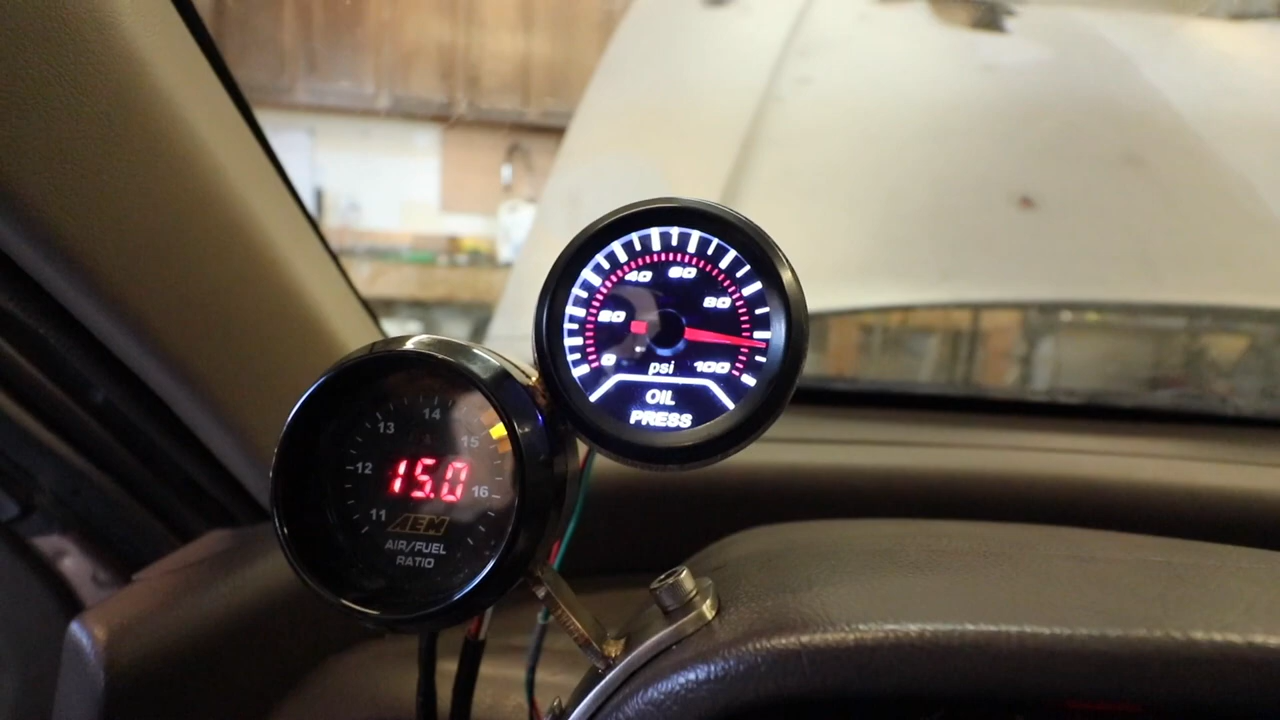 40 60
20 80
0 psi 100
OIL
PRESS
14
13 15
12 15.0 16
11 AEM
AIR/FUEL
RATIO